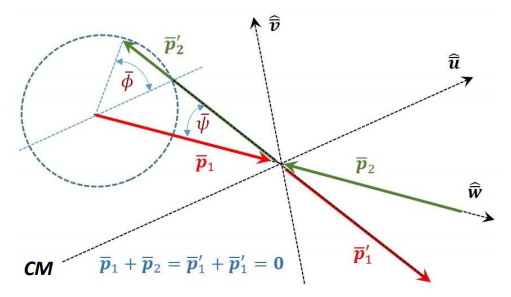 v̂̅
p̅′₂
û̅
ϕ̅
ψ̅
p̅₁
p̅₂
ŵ̅
p̅′₁
CM p̅₁ + p̅₂ = p̅′₁ + p̅′₁ = 0